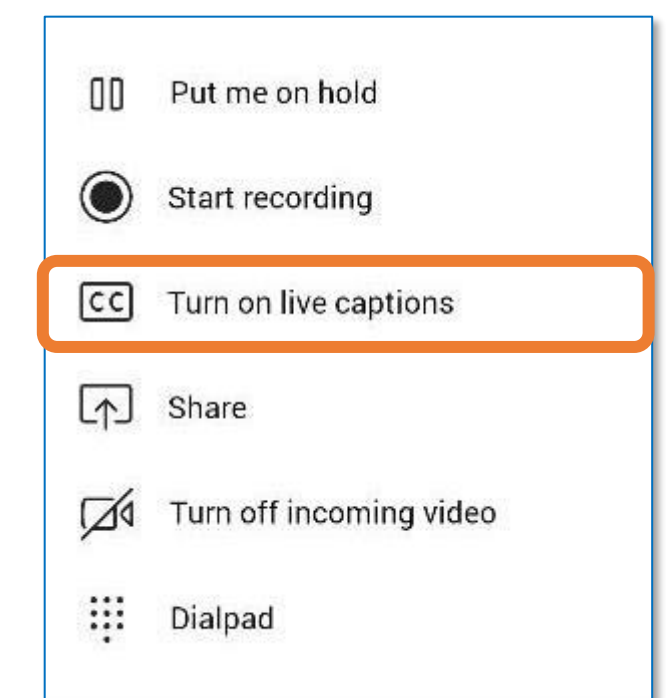 Put me on hold
Start recording
CC Turn on live captions
Share
Turn off incoming video
Dialpad